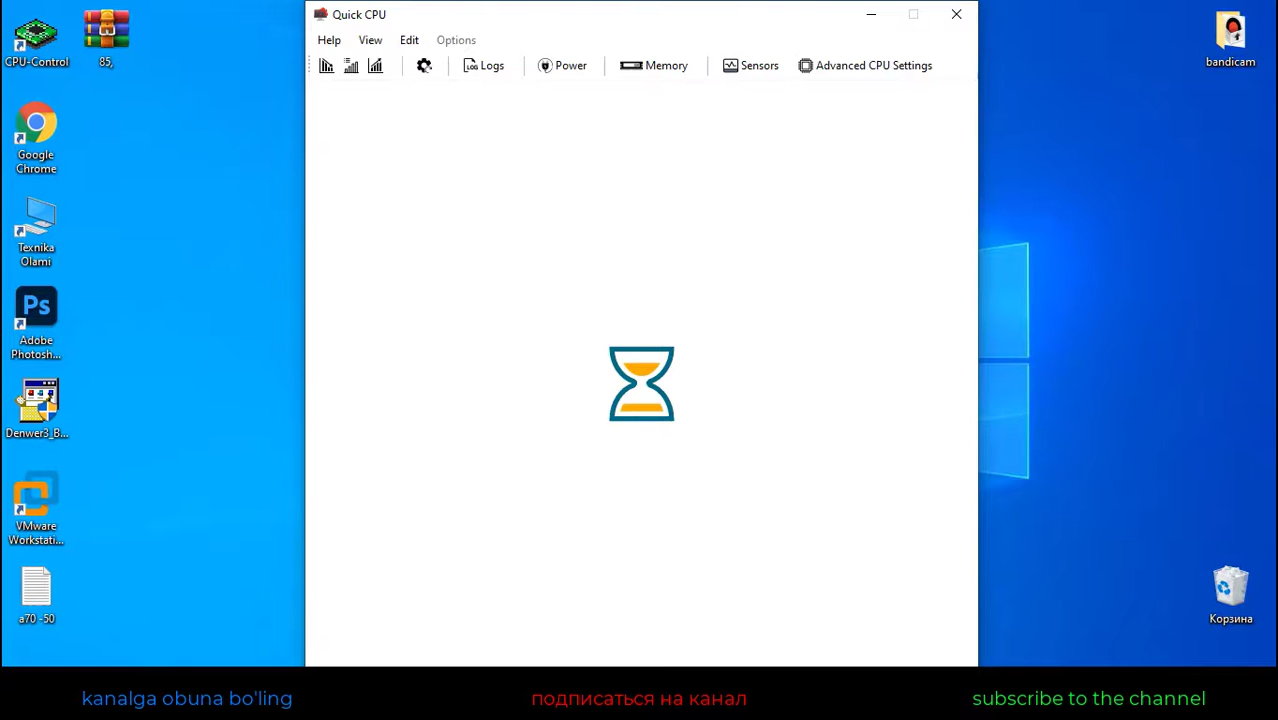 Quick CPU
Help View Edit Options
Logs Power Memory Sensors Advanced CPU Settings
CPU-Control
85,
Google
Chrome
Texnika
Olami
Ps
Adobe
Photosh...
Denwer3_B...
VMware
Workstati...
a70 -50
bandicam
Корзина
kanalga obuna bo'ling
подписаться на канал
subscribe to the channel